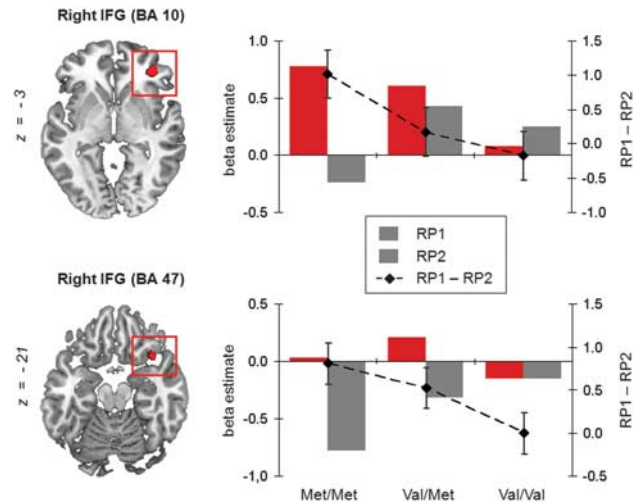 Right IFG (BA 10)
z = - 3
beta estimate
1.0
0.5
0.0
-0.5
1.5
1.0
0.5
0.0
-0.5
-1.0
RP1 – RP2
RP1
RP2
RP1 – RP2
Right IFG (BA 47)
z = - 21
beta estimate
0.5
0.0
-0.5
-1,0
1.5
1.0
0.5
0.0
-0.5
RP1 – RP2
Met/Met Val/Met Val/Val